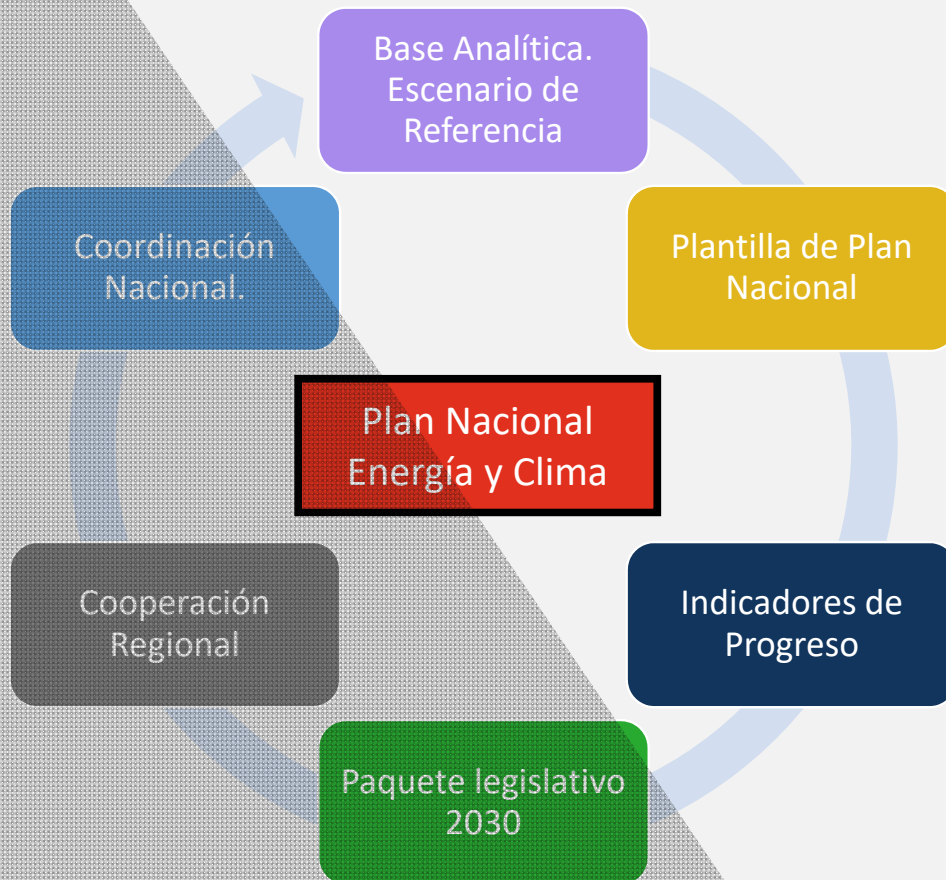 Base Analítica.
Escenario de
Referencia
Coordinación
Nacional.
Plantilla de Plan
Nacional
Plan Nacional
Energía y Clima
Cooperación
Regional
Indicadores de
Progreso
Paquete legislativo
2030